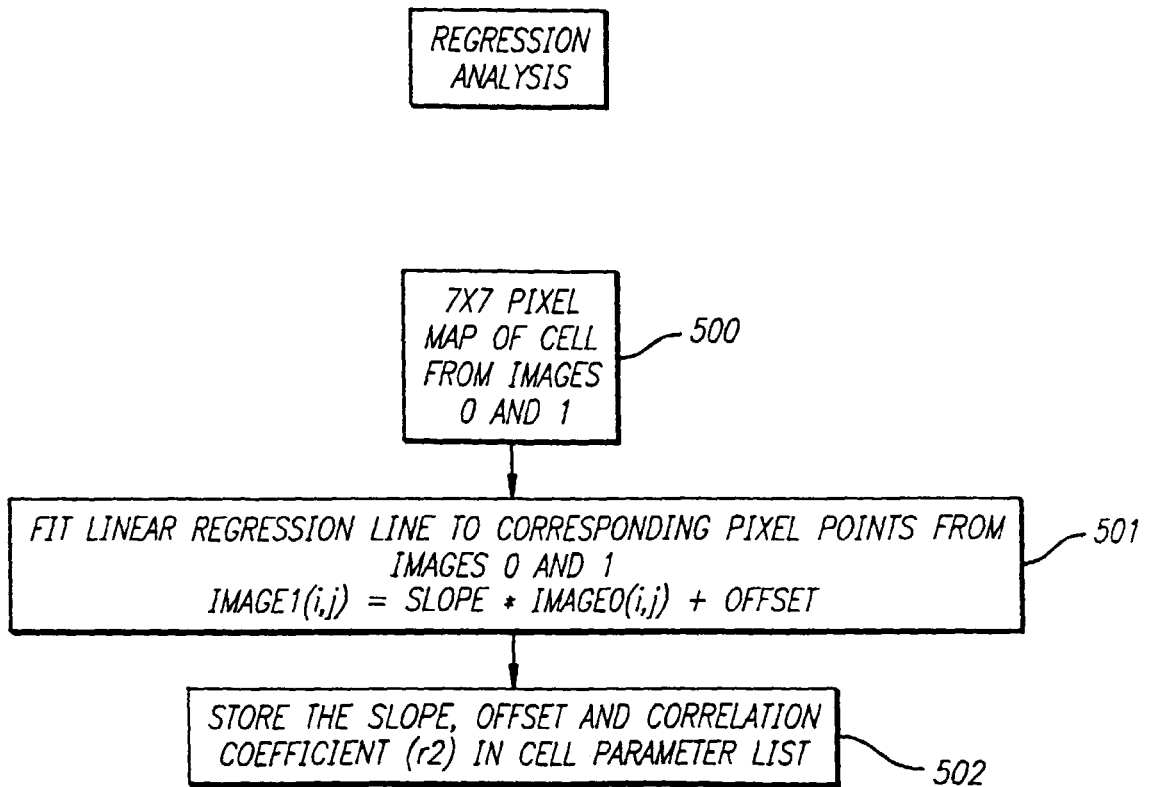 REGRESSION
ANALYSIS
7X7 PIXEL
MAP OF CELL
FROM IMAGES
0 AND 1
500
FIT LINEAR REGRESSION LINE TO CORRESPONDING PIXEL POINTS FROM
IMAGES 0 AND 1
IMAGE1(i,j) = SLOPE * IMAGE0(i,j) + OFFSET
501
STORE THE SLOPE, OFFSET AND CORRELATION
COEFFICIENT (r2) IN CELL PARAMETER LIST
502